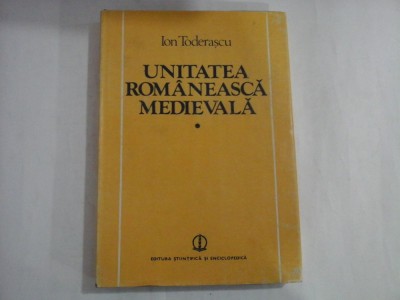 Ion Toderașcu
UNITATEA
ROMÂNEASCĂ
MEDIEVALĂ
EDITURA ȘTIINȚIFICĂ ȘI ENCICLOPEDICĂ